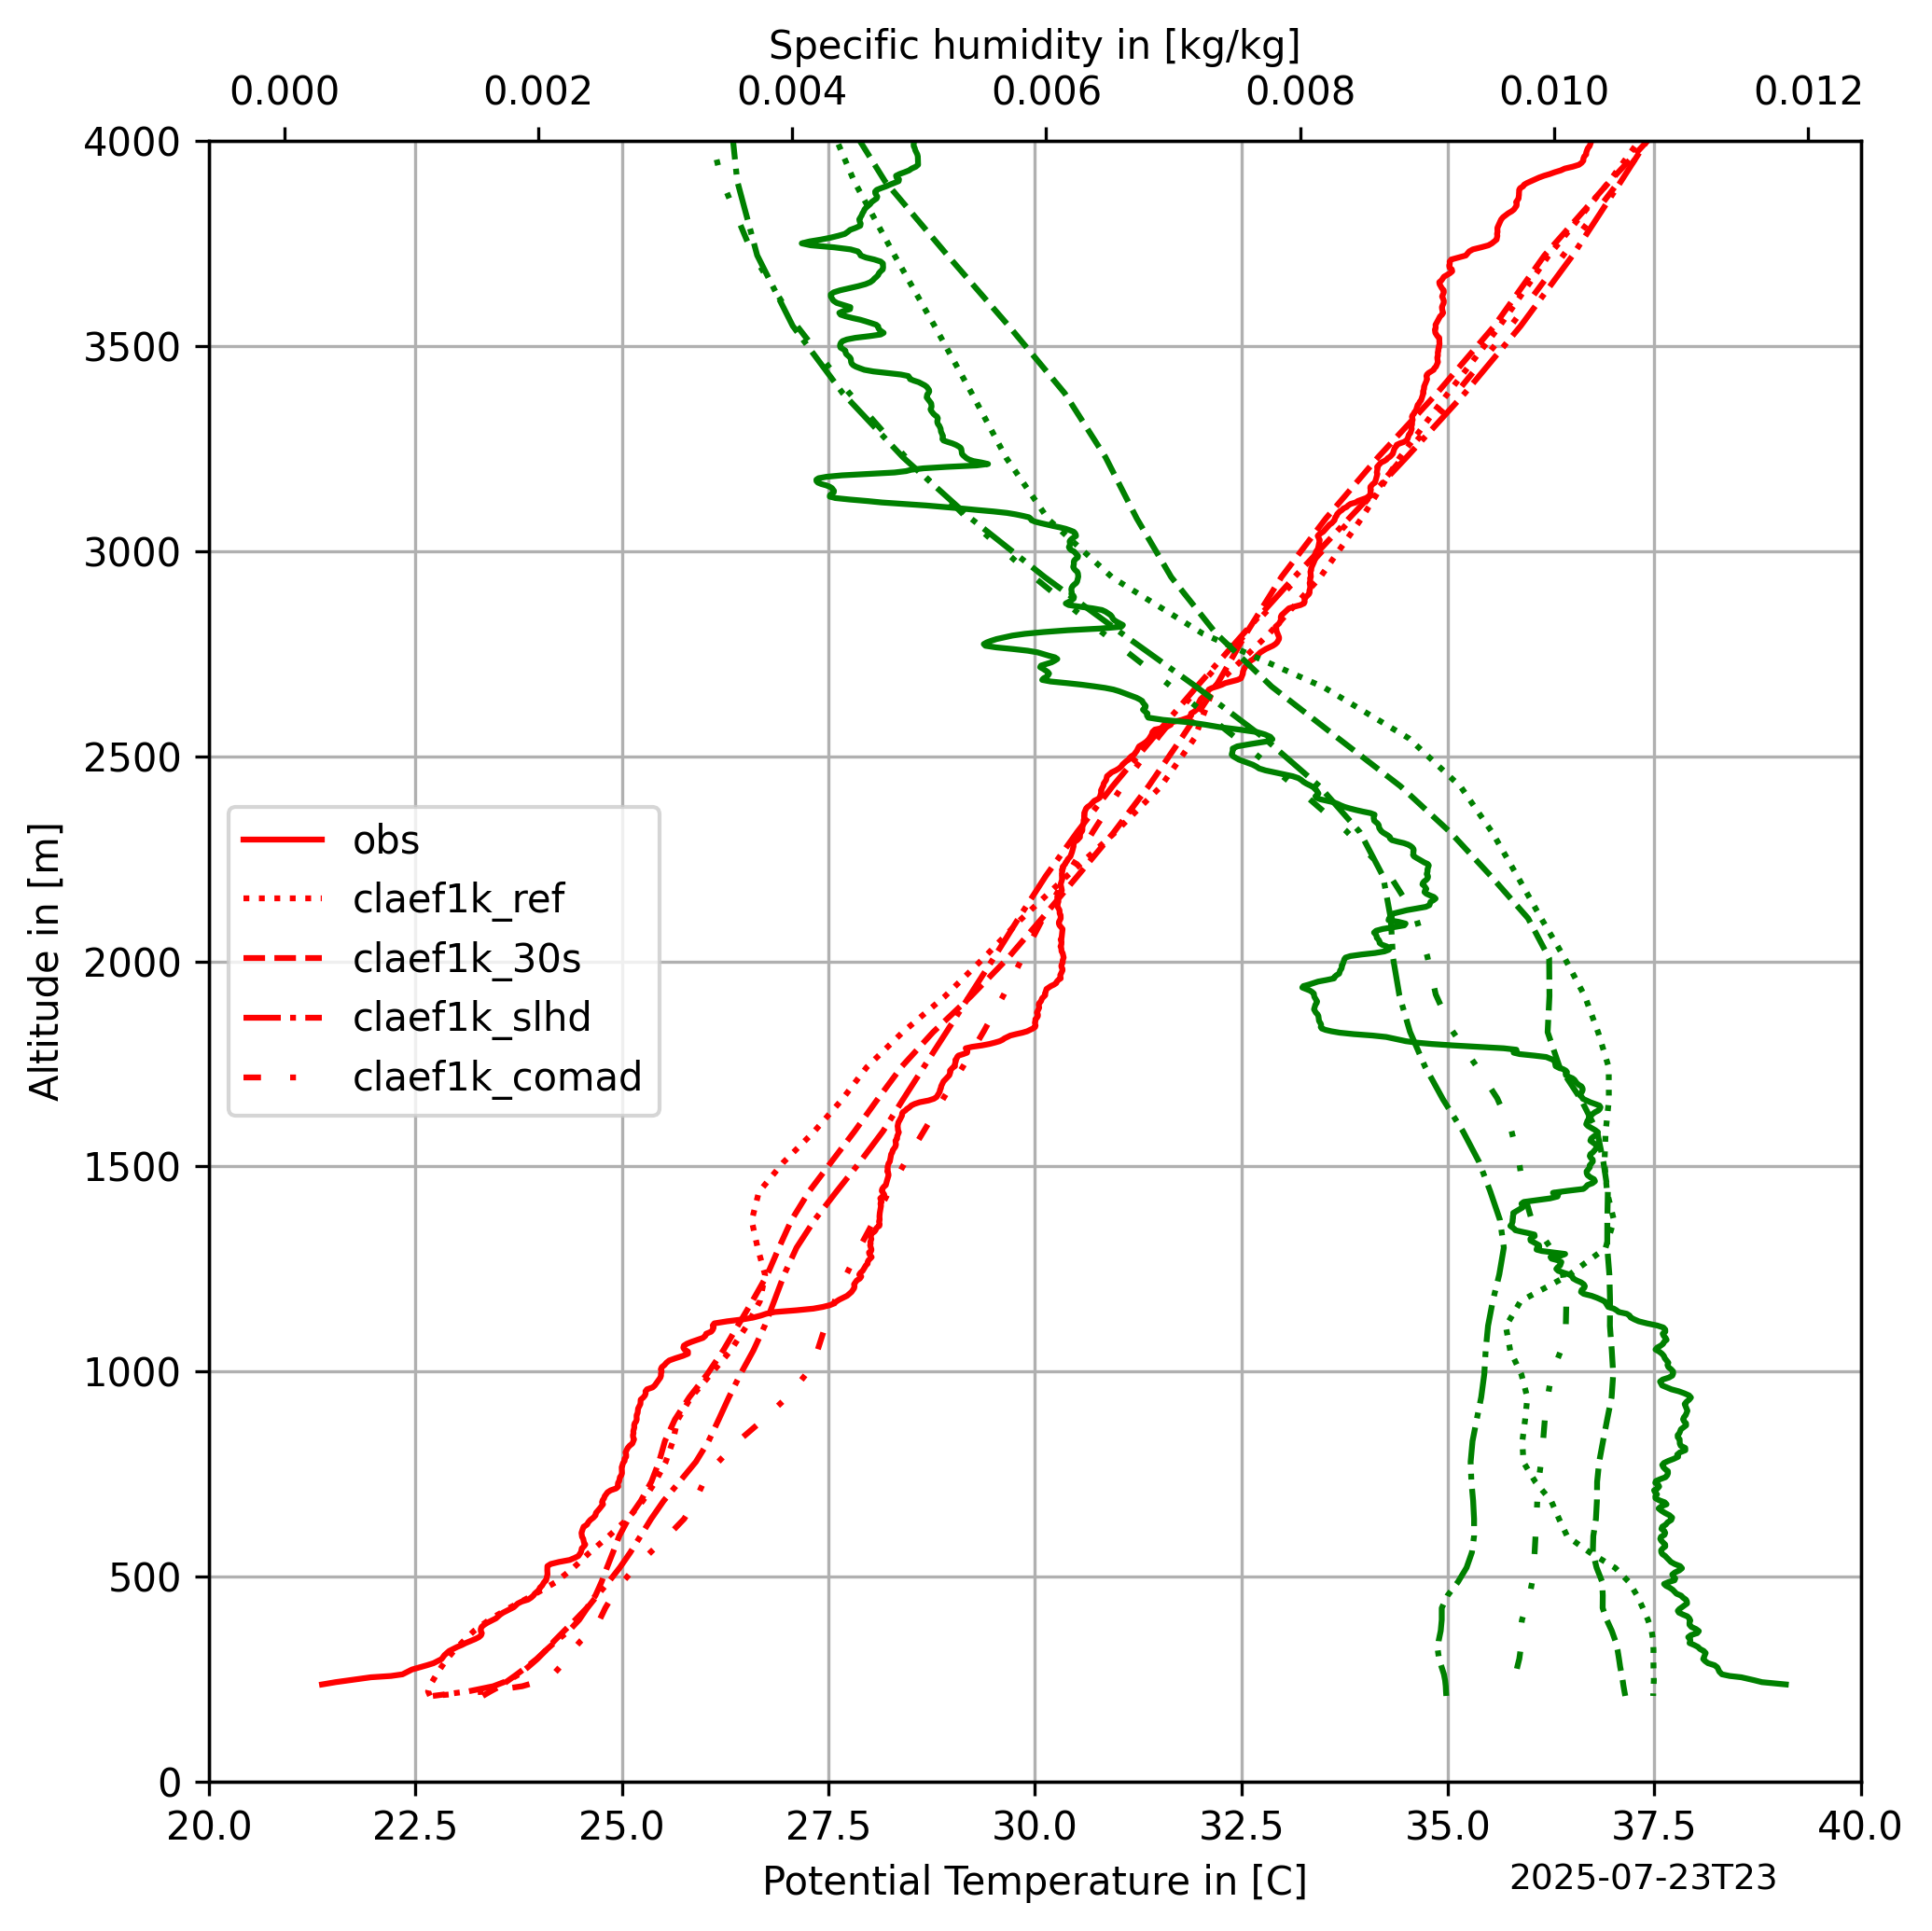 Specific humidity in [kg/kg]
0.000 0.002 0.004 0.006 0.008 0.010 0.012
4000
3500
3000
2500
2000
1500
1000
500
0
Altitude in [m]
obs
claef1k_ref
claef1k_30s
claef1k_slhd
claef1k_comad
20.0 22.5 25.0 27.5 30.0 32.5 35.0 37.5 40.0
Potential Temperature in [C]
2025-07-23T23